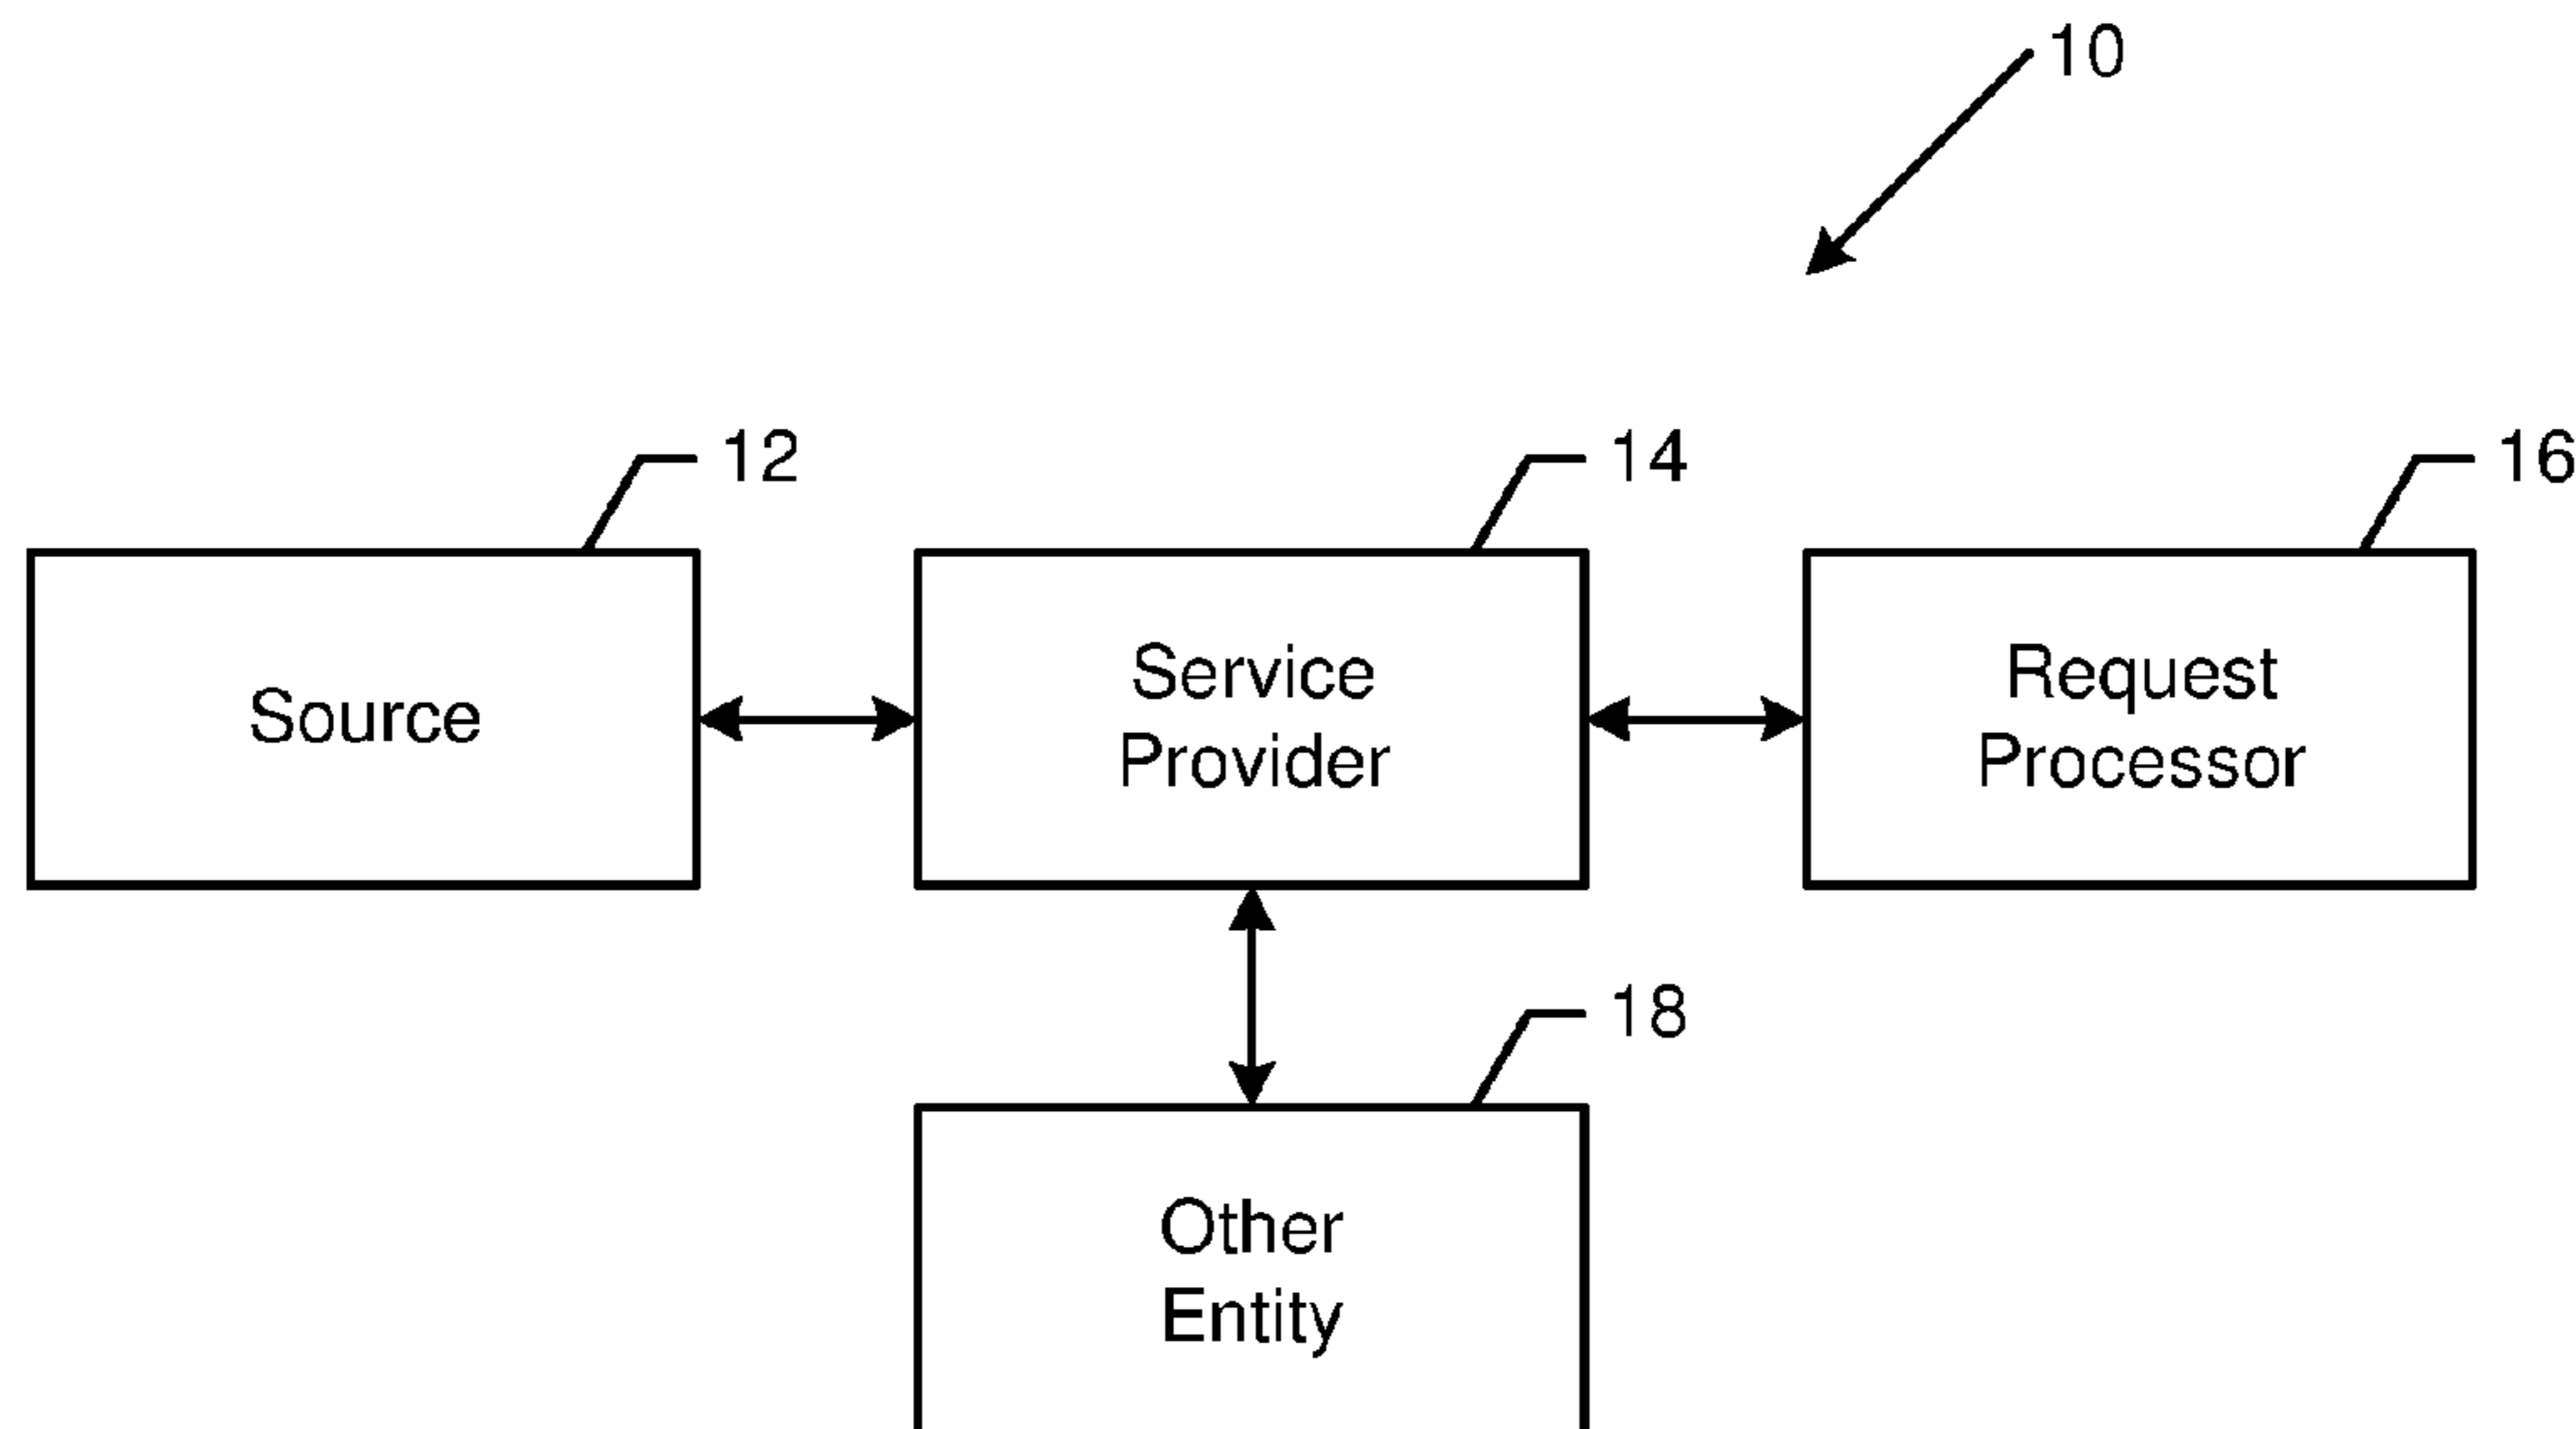 10
12
14
16
Source
Service
Provider
Request
Processor
18
Other
Entity